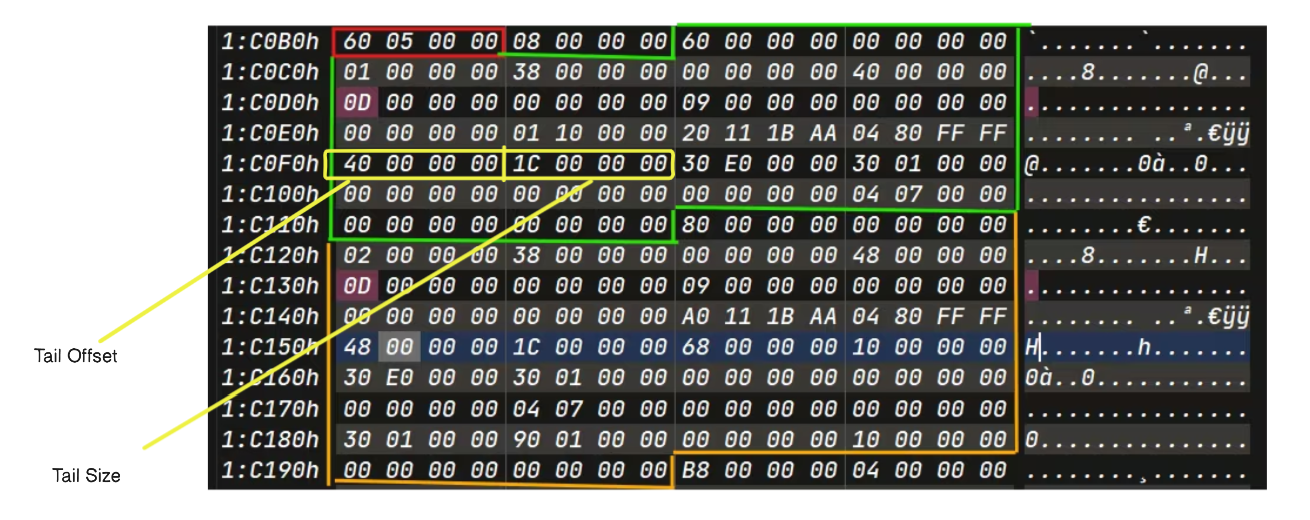 1:C0B0h 60 05 00 00 08 00 00 00 60 00 00 00 00 00 00 00 `.......`.......
1:C0C0h 01 00 00 00 38 00 00 00 00 00 00 00 40 00 00 00 ....8.......@...
1:C0D0h 0D 00 00 00 00 00 00 00 09 00 00 00 00 00 00 00 ................
1:C0E0h 00 00 00 00 01 10 00 00 20 11 1B AA 04 80 FF FF ........ ..ª.€ÿÿ
1:C0F0h 40 00 00 00 1C 00 00 00 30 E0 00 00 30 01 00 00 @.......0à..0...
1:C100h 00 00 00 00 00 00 00 00 00 00 00 00 04 07 00 00 ................
1:C110h 00 00 00 00 00 00 00 00 80 00 00 00 00 00 00 00 ........€.......
1:C120h 02 00 00 00 38 00 00 00 00 00 00 00 48 00 00 00 ....8.......H...
1:C130h 0D 00 00 00 00 00 00 00 09 00 00 00 00 00 00 00 ................
1:C140h 00 00 00 00 00 00 00 00 A0 11 1B AA 04 80 FF FF ........ ..ª.€ÿÿ
1:C150h 48 00 00 00 1C 00 00 00 68 00 00 00 10 00 00 00 H.......h.......
Tail Offset
1:C160h 30 E0 00 00 30 01 00 00 00 00 00 00 00 00 00 00 0à..0...........
1:C170h 00 00 00 00 04 07 00 00 00 00 00 00 00 00 00 00 ................
1:C180h 30 01 00 00 90 01 00 00 00 00 00 00 10 00 00 00 0...............
1:C190h 00 00 00 00 00 00 00 00 B8 00 00 00 04 00 00 00 ........¸.......
Tail Size